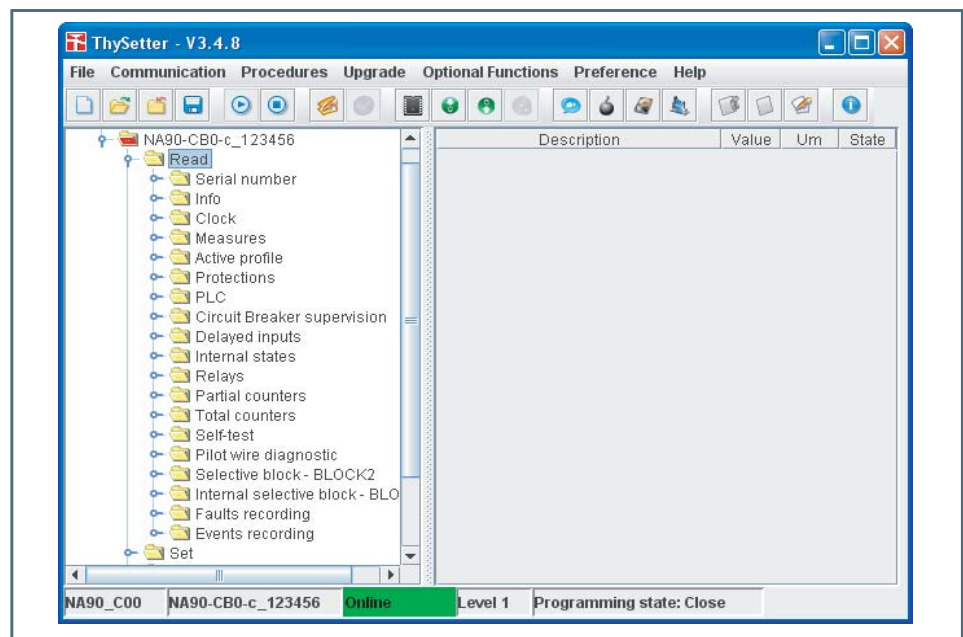 ThySetter - V3.4.8
File Communication Procedures Upgrade Optional Functions Preference Help
Description Value Um State
NA90-CB0-c_123456
Read
Serial number
Info
Clock
Measures
Active profile
Protections
PLC
Circuit Breaker supervision
Delayed inputs
Internal states
Relays
Partial counters
Total counters
Self-test
Pilot wire diagnostic
Selective block - BLOCK2
Internal selective block - BLO
Faults recording
Events recording
Set
NA90_C00 NA90-CB0-c_123456 Online Level 1 Programming state: Close